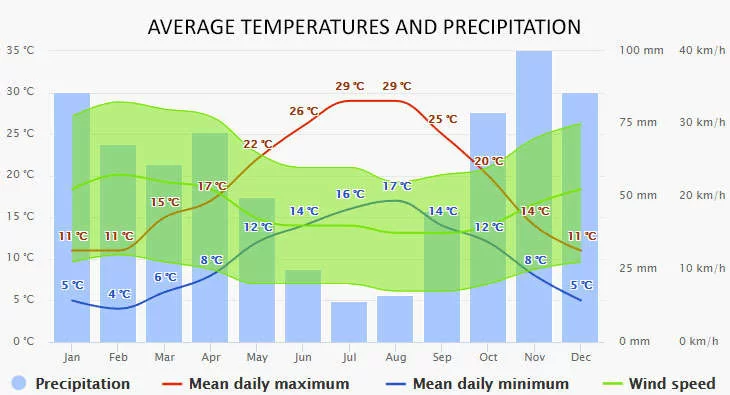 AVERAGE TEMPERATURES AND PRECIPITATION
35 °C 100 mm 40 km/h
30 °C 29 °C 29 °C
26 °C
25 °C 25 °C 75 mm 30 km/h
22 °C
20 °C 20 °C
17 °C 16 °C 17 °C 50 mm 20 km/h
15 °C 15 °C 14 °C 14 °C 14 °C
12 °C 12 °C
11 °C 11 °C 11 °C
10 °C
8 °C 8 °C 25 mm 10 km/h
6 °C
5 °C 5 °C 4 °C 5 °C
0 °C 0 mm 0 km/h
Jan Feb Mar Apr May Jun Jul Aug Sep Oct Nov Dec
Precipitation Mean daily maximum Mean daily minimum Wind speed